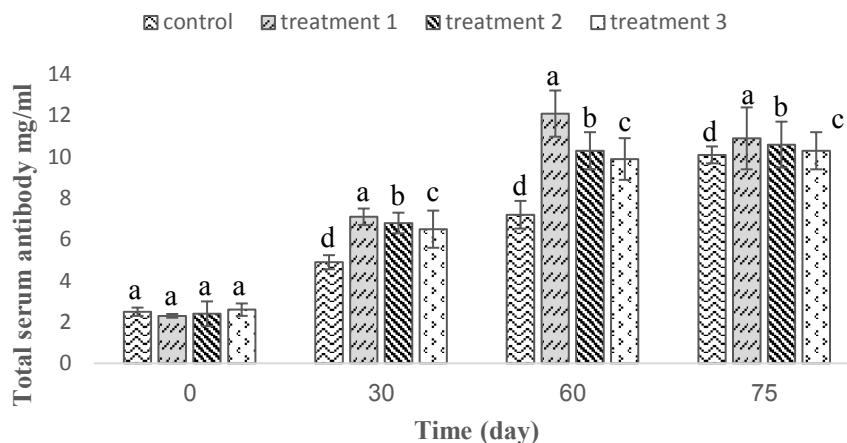 control treatment 1 treatment 2 treatment 3
Total serum antibody mg/ml
14
12
10
8
6
4
2
0
a a a a
d a b c
d a b c
d a b c
0 30 60 75
Time (day)